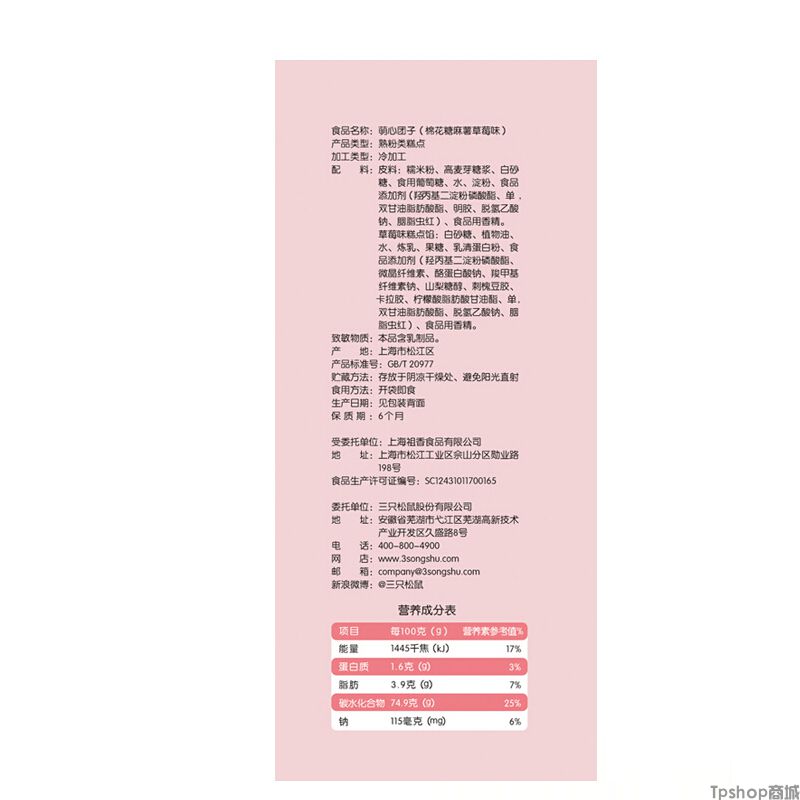 食品名称：萌心团子（棉花糖麻薯草莓味）
产品类型：熟粉类糕点
加工类型：冷加工
配 料：皮料：糯米粉、高麦芽糖浆、白砂
糖、食用葡萄糖、水、淀粉、食品
添加剂（羟丙基二淀粉磷酸酯、单，
双甘油脂肪酸酯、明胶、脱氢乙酸
钠、胭脂虫红）、食品用香精。
草莓味糕点馅：白砂糖、植物油、
水、炼乳、果糖、乳清蛋白粉、食
品添加剂（羟丙基二淀粉磷酸酯、
微晶纤维素、酪蛋白酸钠、羧甲基
纤维素钠、山梨糖醇、刺槐豆胶、
卡拉胶、柠檬酸脂肪酸甘油酯、单，
双甘油脂肪酸酯、脱氢乙酸钠、胭
脂虫红）、食品用香精。
致敏物质：本品含乳制品。
产 地：上海市松江区
产品标准号：GB/T 20977
贮藏方法：存放于阴凉干燥处、避免阳光直射
食用方法：开袋即食
生产日期：见包装背面
保 质 期：6个月
受委托单位：上海祖香食品有限公司
地 址：上海市松江工业区佘山分区勋业路
198号
食品生产许可证编号：SC12431011700165
委托单位：三只松鼠股份有限公司
地 址：安徽省芜湖市弋江区芜湖高新技术
产业开发区久盛路8号
电 话：400-800-4900
网 店：www.3songshu.com
邮 箱：company@3songshu.com
新浪微博：@三只松鼠
营养成分表
项目 每100克（g） 营养素参考值%
能量 1445千焦（kJ） 17%
蛋白质 1.6克（g） 3%
脂肪 3.9克（g） 7%
碳水化合物 74.9克（g） 25%
钠 115毫克（mg） 6%
Tpshop商城